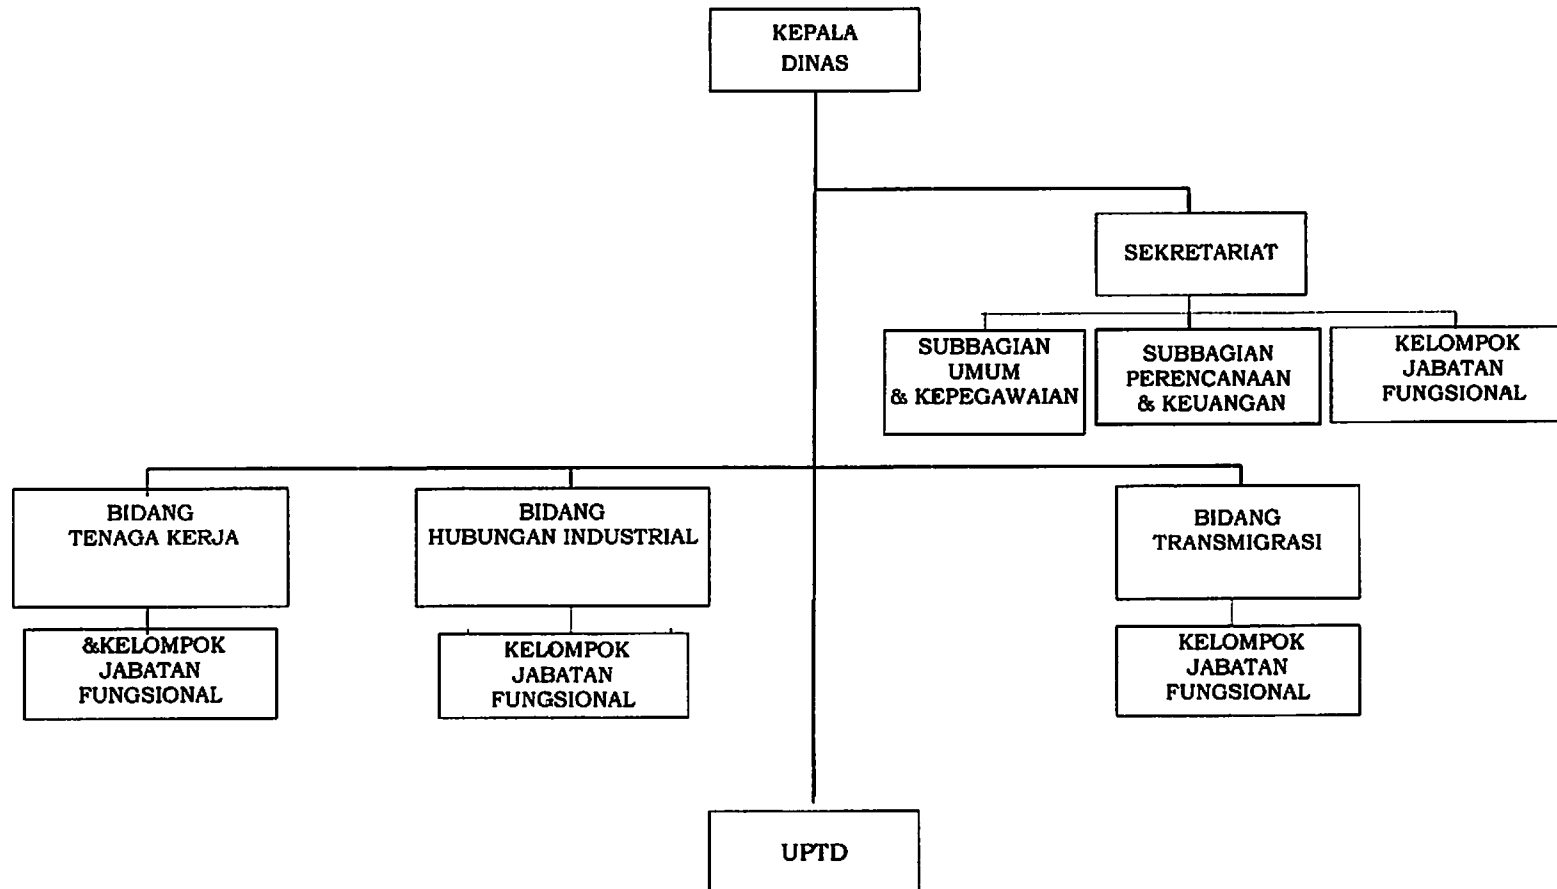 KEPALA
DINAS
SEKRETARIAT
SUBBAGIAN
UMUM
& KEPEGAWAIAN
SUBBAGIAN
PERENCANAAN
& KEUANGAN
KELOMPOK
JABATAN
FUNGSIONAL
BIDANG
TENAGA KERJA
BIDANG
HUBUNGAN INDUSTRIAL
BIDANG
TRANSMIGRASI
&KELOMPOK
JABATAN
FUNGSIONAL
KELOMPOK
JABATAN
FUNGSIONAL
KELOMPOK
JABATAN
FUNGSIONAL
UPTD